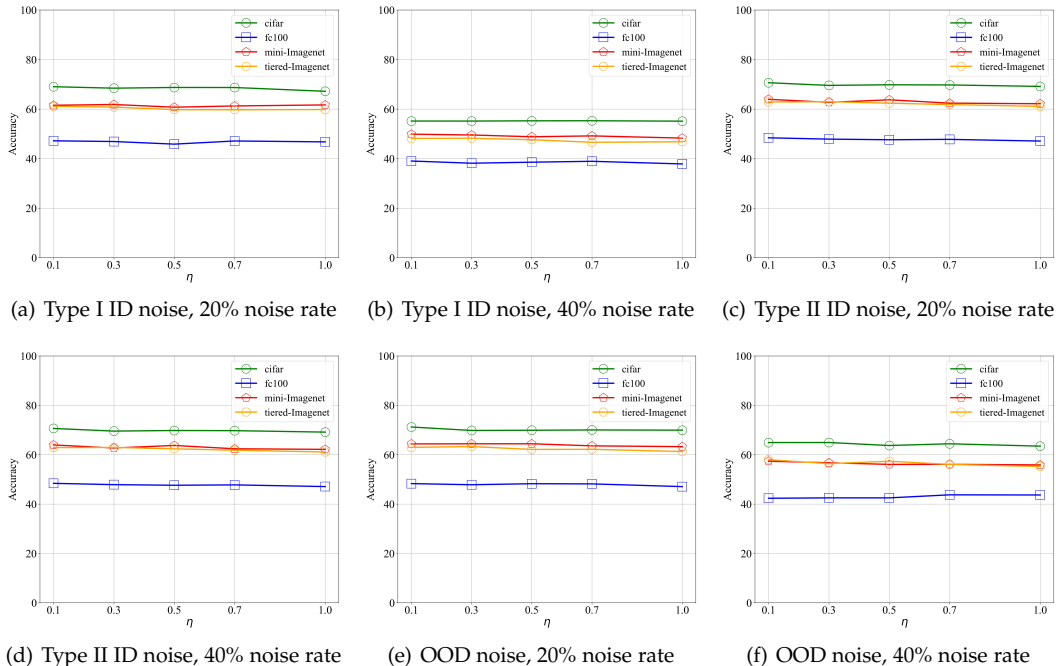 100
80
60
40
20
0
Accuracy
0.1 0.3 0.5 0.7 1.0
η
cifar
fc100
mini-Imagenet
tiered-Imagenet
(a) Type I ID noise, 20% noise rate
100
80
60
40
20
0
Accuracy
0.1 0.3 0.5 0.7 1.0
η
cifar
fc100
mini-Imagenet
tiered-Imagenet
(b) Type I ID noise, 40% noise rate
100
80
60
40
20
0
Accuracy
0.1 0.3 0.5 0.7 1.0
η
cifar
fc100
mini-Imagenet
tiered-Imagenet
(c) Type II ID noise, 20% noise rate
100
80
60
40
20
0
Accuracy
0.1 0.3 0.5 0.7 1.0
η
cifar
fc100
mini-Imagenet
tiered-Imagenet
(d) Type II ID noise, 40% noise rate
100
80
60
40
20
0
Accuracy
0.1 0.3 0.5 0.7 1.0
η
cifar
fc100
mini-Imagenet
tiered-Imagenet
(e) OOD noise, 20% noise rate
100
80
60
40
20
0
Accuracy
0.1 0.3 0.5 0.7 1.0
η
cifar
fc100
mini-Imagenet
tiered-Imagenet
(f) OOD noise, 40% noise rate